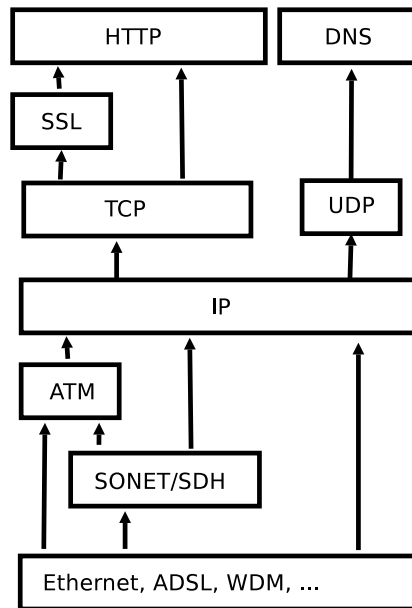 HTTP
DNS
SSL
TCP
UDP
IP
ATM
SONET/SDH
Ethernet, ADSL, WDM, ...